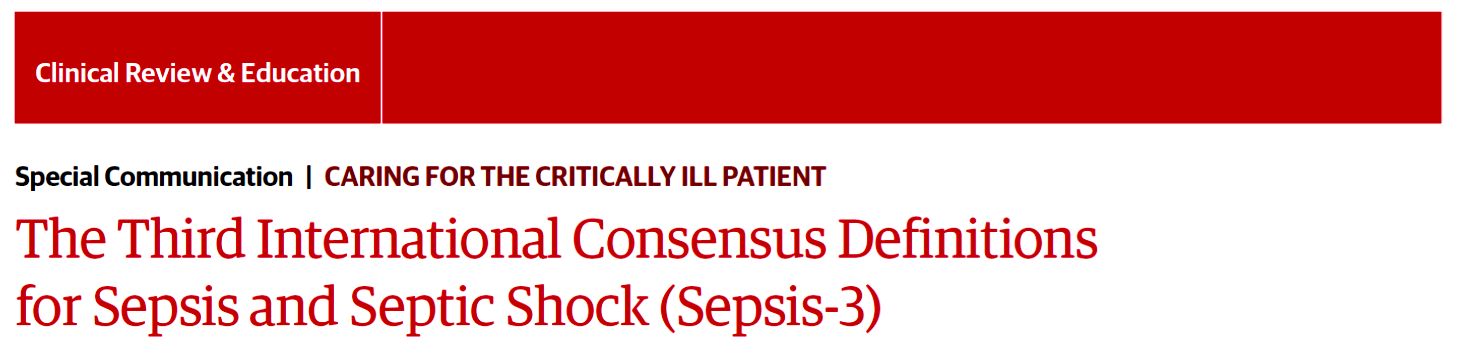 Clinical Review & Education
Special Communication | CARING FOR THE CRITICALLY ILL PATIENT
The Third International Consensus Definitions
for Sepsis and Septic Shock (Sepsis-3)